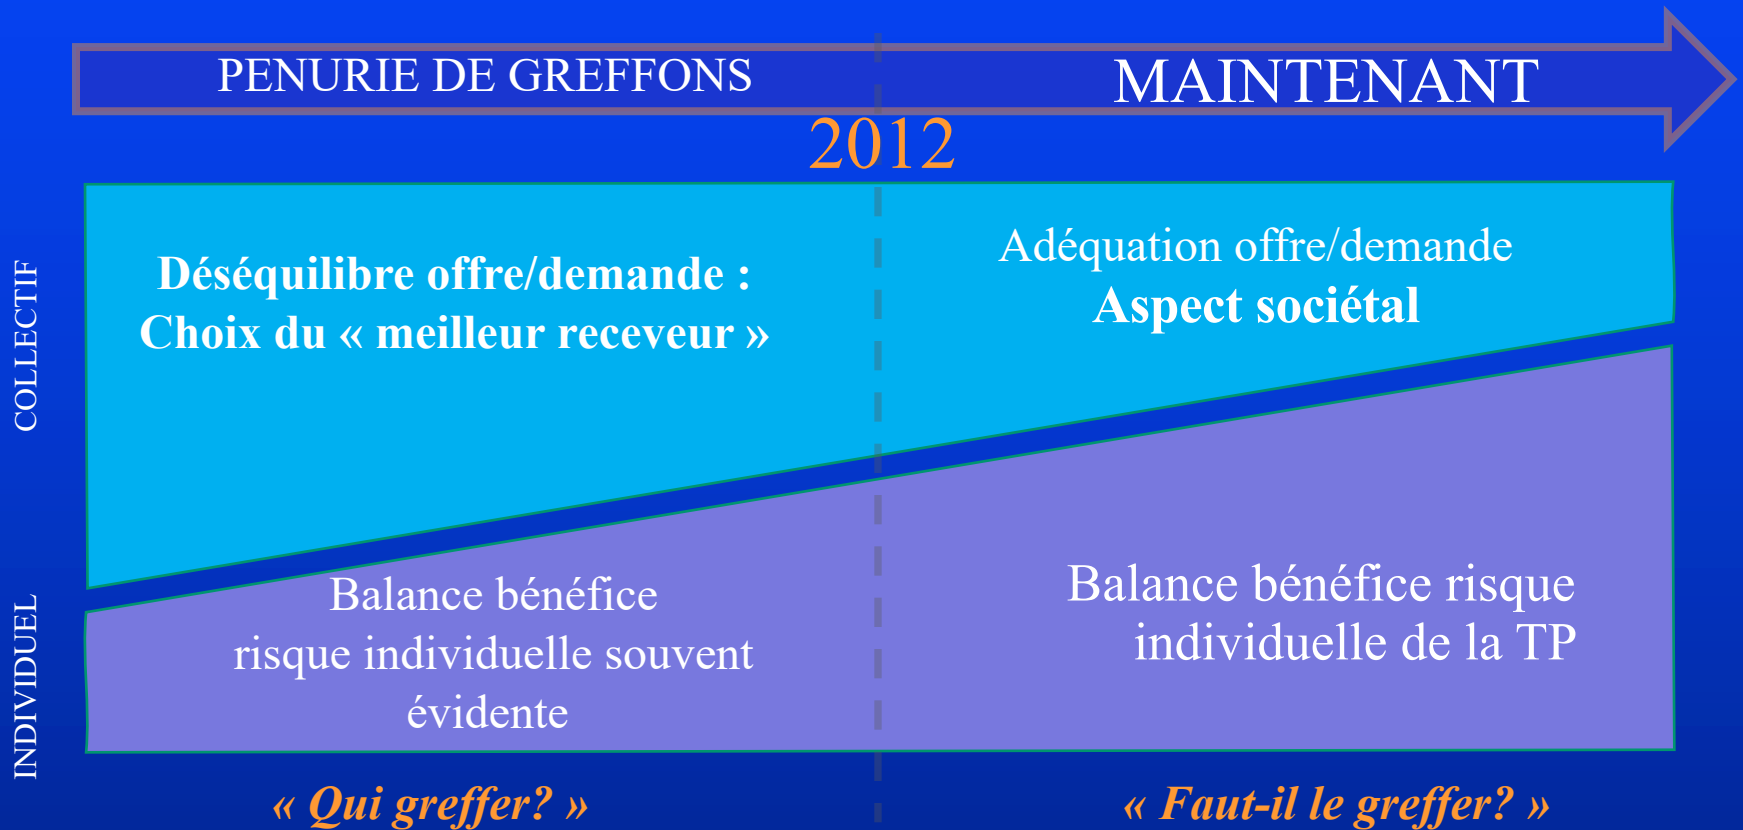 PENURIE DE GREFFONS
MAINTENANT
2012
COLLECTIF
Déséquilibre offre/demande :
Choix du « meilleur receveur »
Adéquation offre/demande
Aspect sociétal
INDIVIDUEL
Balance bénéfice
risque individuelle souvent
évidente
Balance bénéfice risque
individuelle de la TP
« Qui greffer? »
« Faut-il le greffer? »